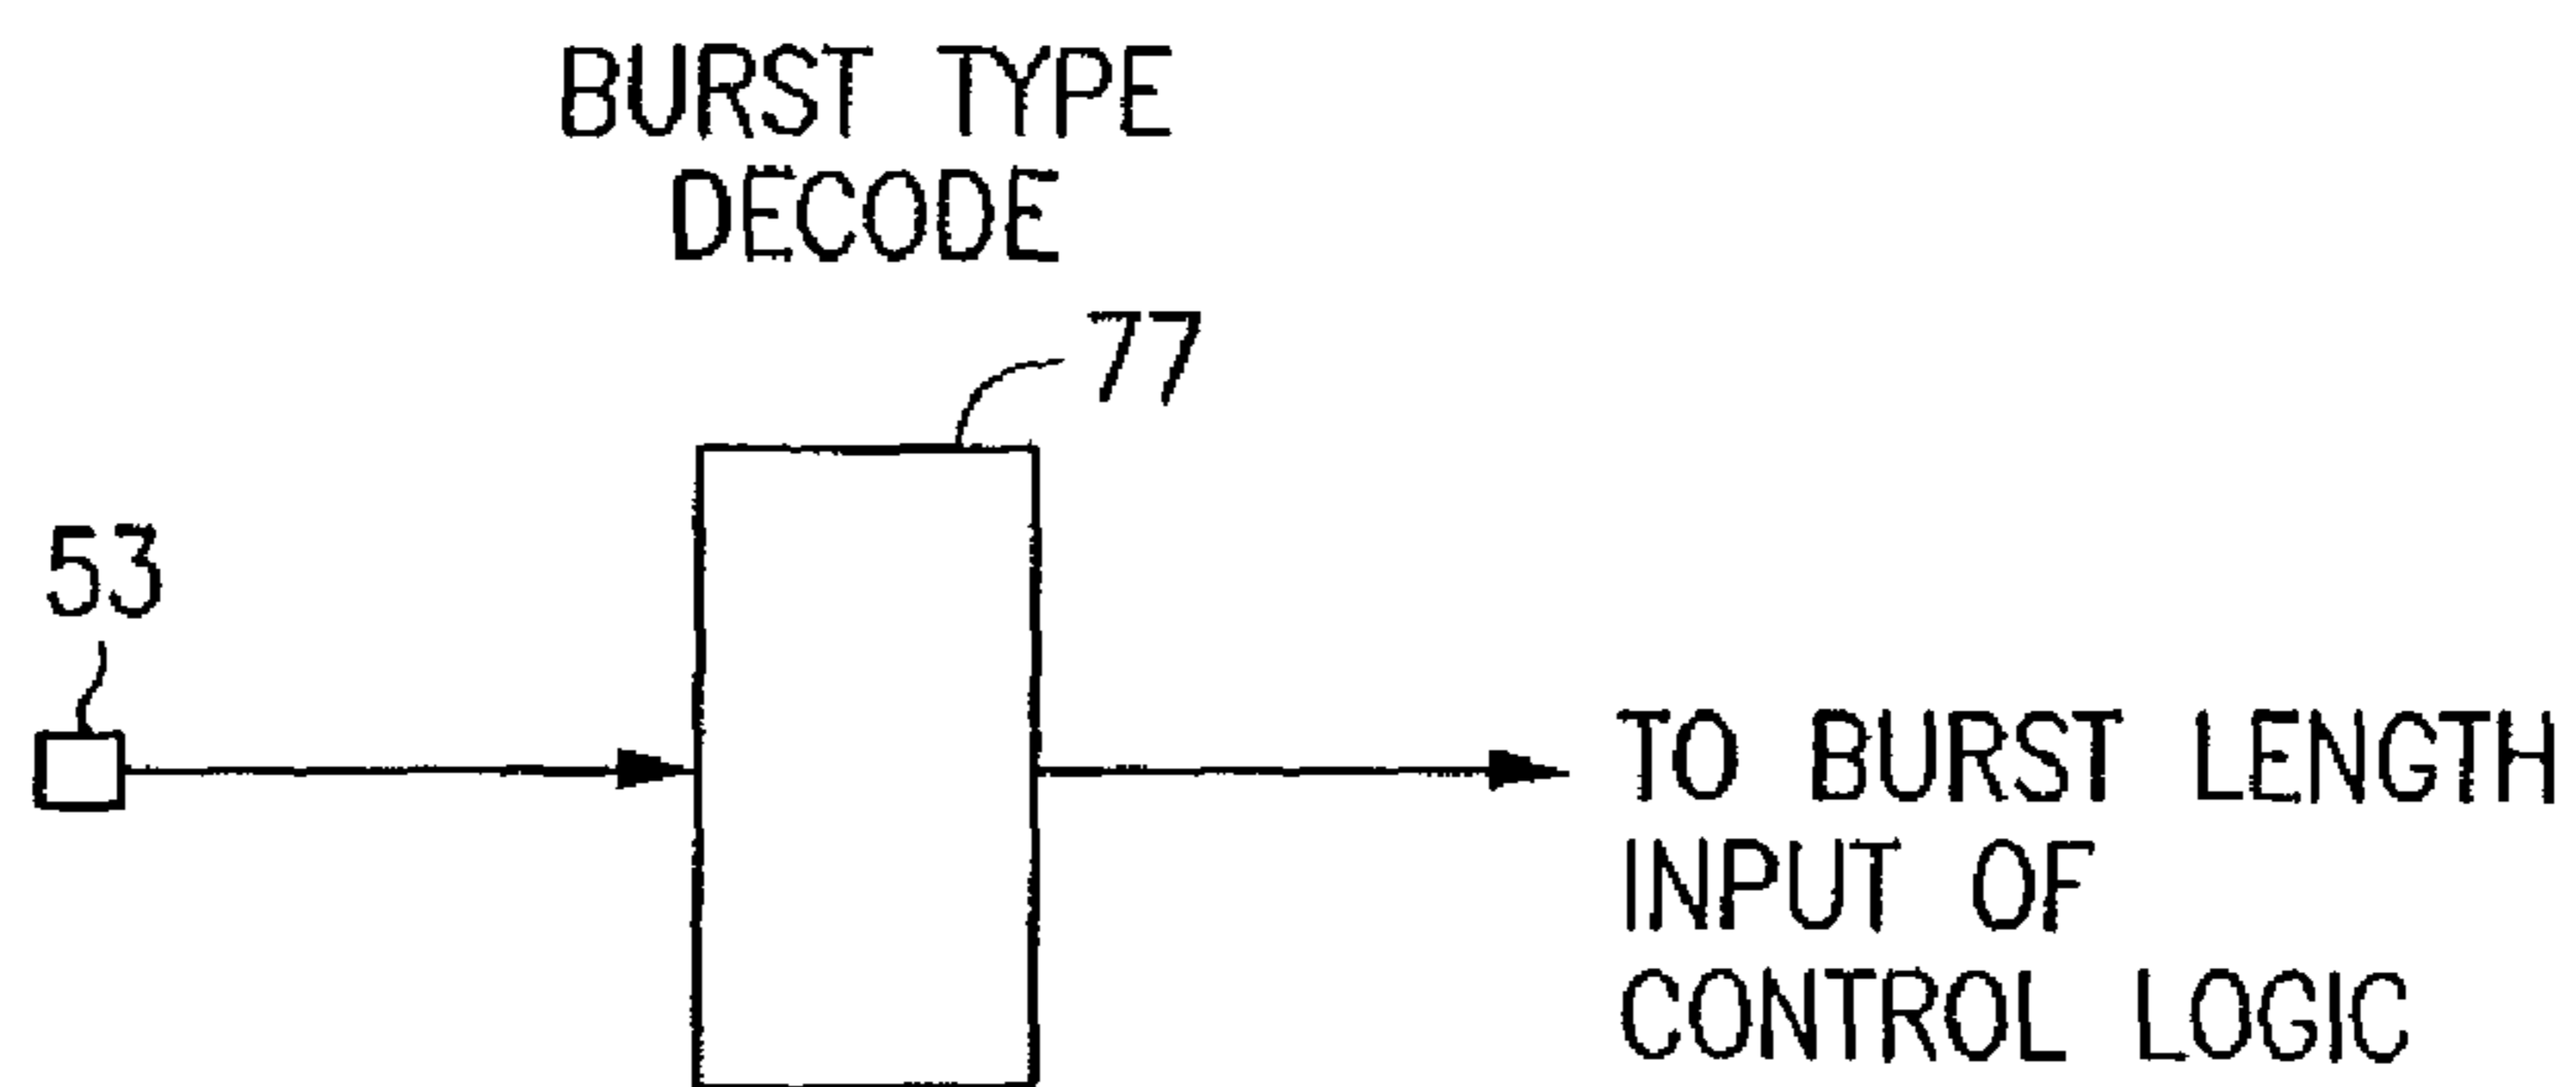 BURST TYPE
DECODE
77
53
TO BURST LENGTH
INPUT OF
CONTROL LOGIC